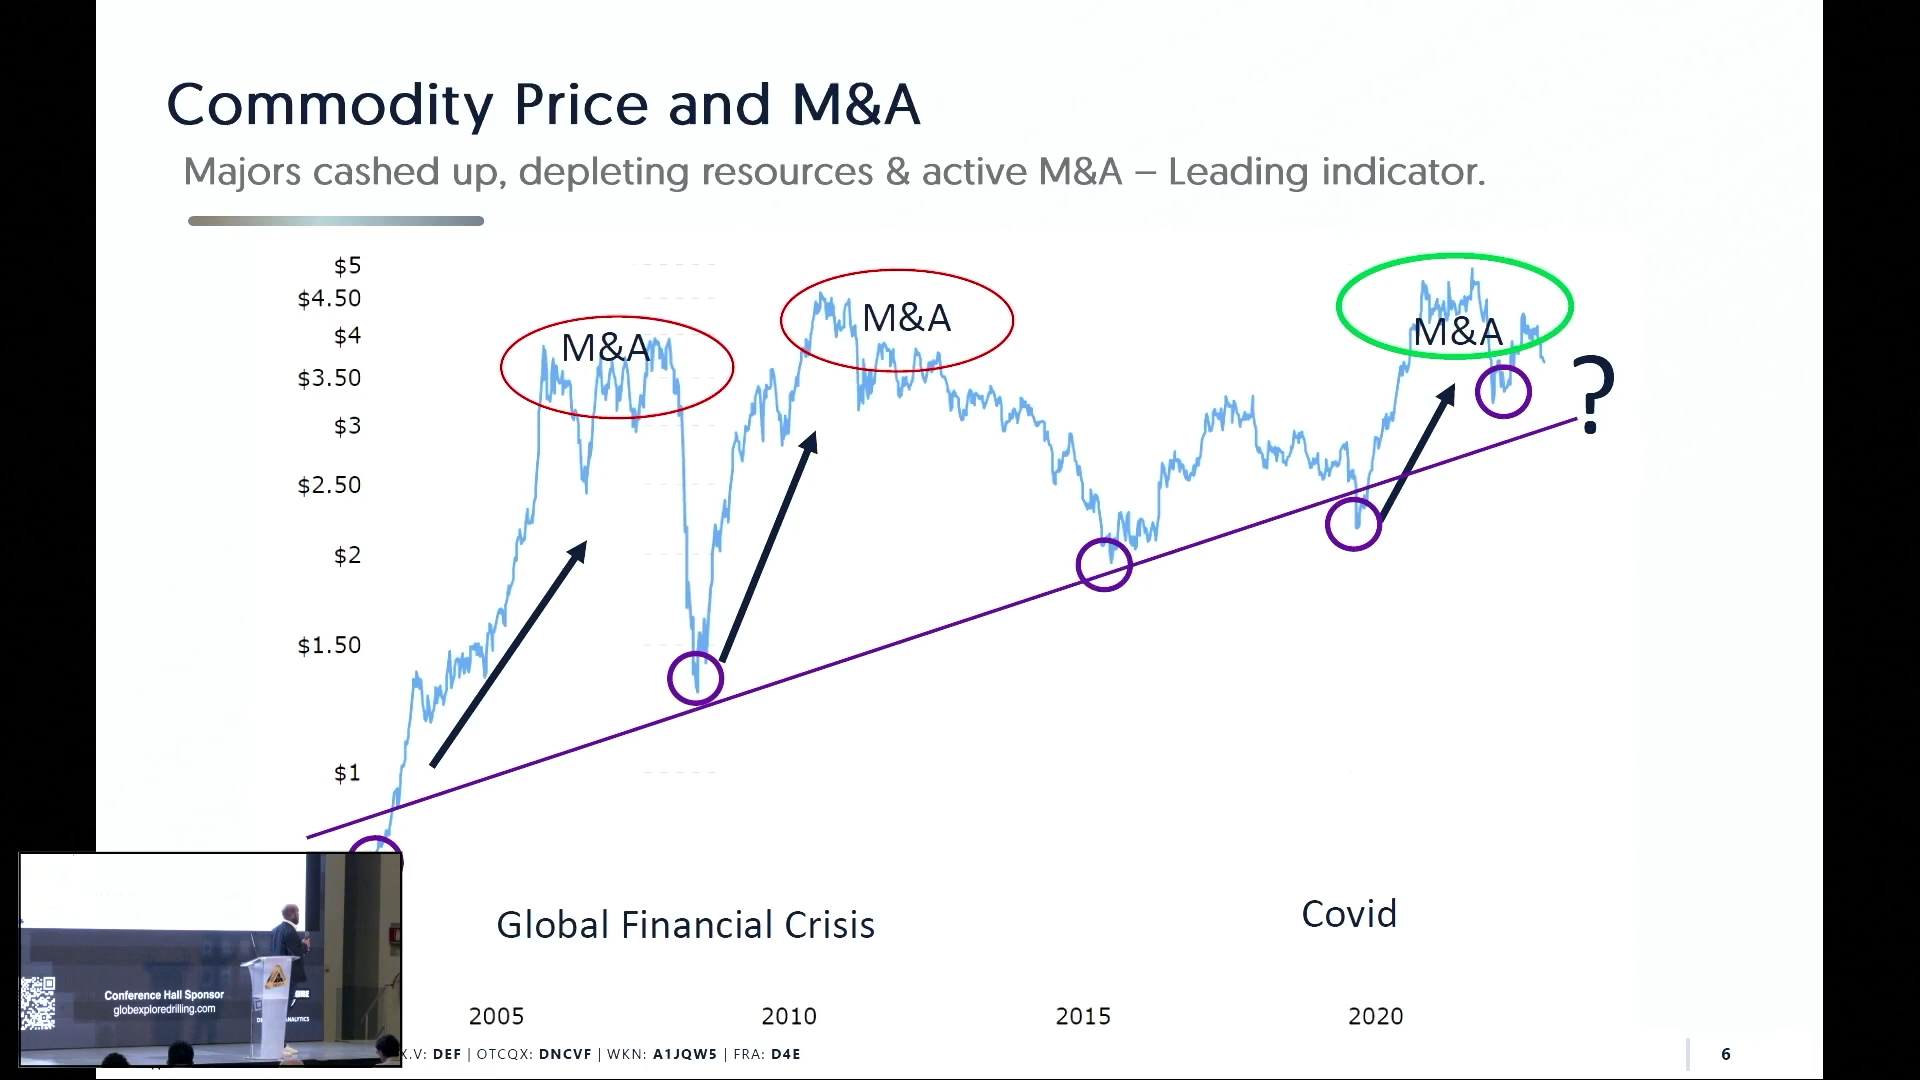 Commodity Price and M&A
Majors cashed up, depleting resources & active M&A – Leading indicator.
$5
$4.50
$4
$3.50
$3
$2.50
$2
$1.50
$1
M&A
M&A
M&A
?
Global Financial Crisis
Covid
2005
2010
2015
2020
Conference Hall Sponsor
globexploredrilling.com
X.V: DEF | OTCQX: DNCVF | WKN: A1JQW5 | FRA: D4E
6